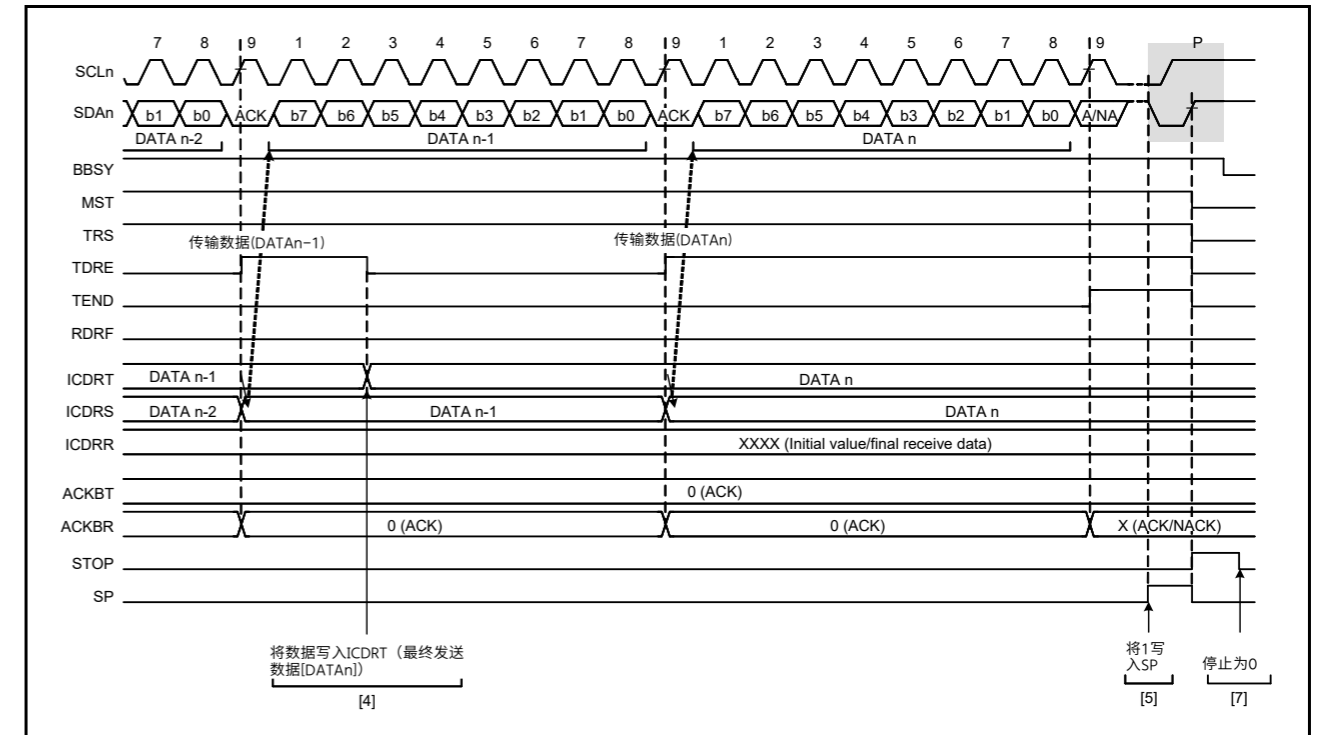 7 8 9 1 2 3 4 5 6 7 8 9 1 2 3 4 5 6 7 8 9 P
SCLn
SDAn b1 b0 ACK b7 b6 b5 b4 b3 b2 b1 b0 ACK b7 b6 b5 b4 b3 b2 b1 b0 A/NA
DATA n-2 DATA n-1 DATA n
BBSY
MST
TRS
传输数据(DATAn-1) 传输数据(DATAn)
TDRE
TEND
RDRF
ICDRT DATA n-1 DATA n
ICDRS DATA n-2 DATA n-1 DATA n
ICDRR XXXX (Initial value/final receive data)
ACKBT 0 (ACK)
ACKBR 0 (ACK) 0 (ACK) X (ACK/NACK)
STOP
SP
将数据写入ICDRT（最终发送
数据[DATAn]）
[4]
将1写
入SP
[5]
停止为0
[7]